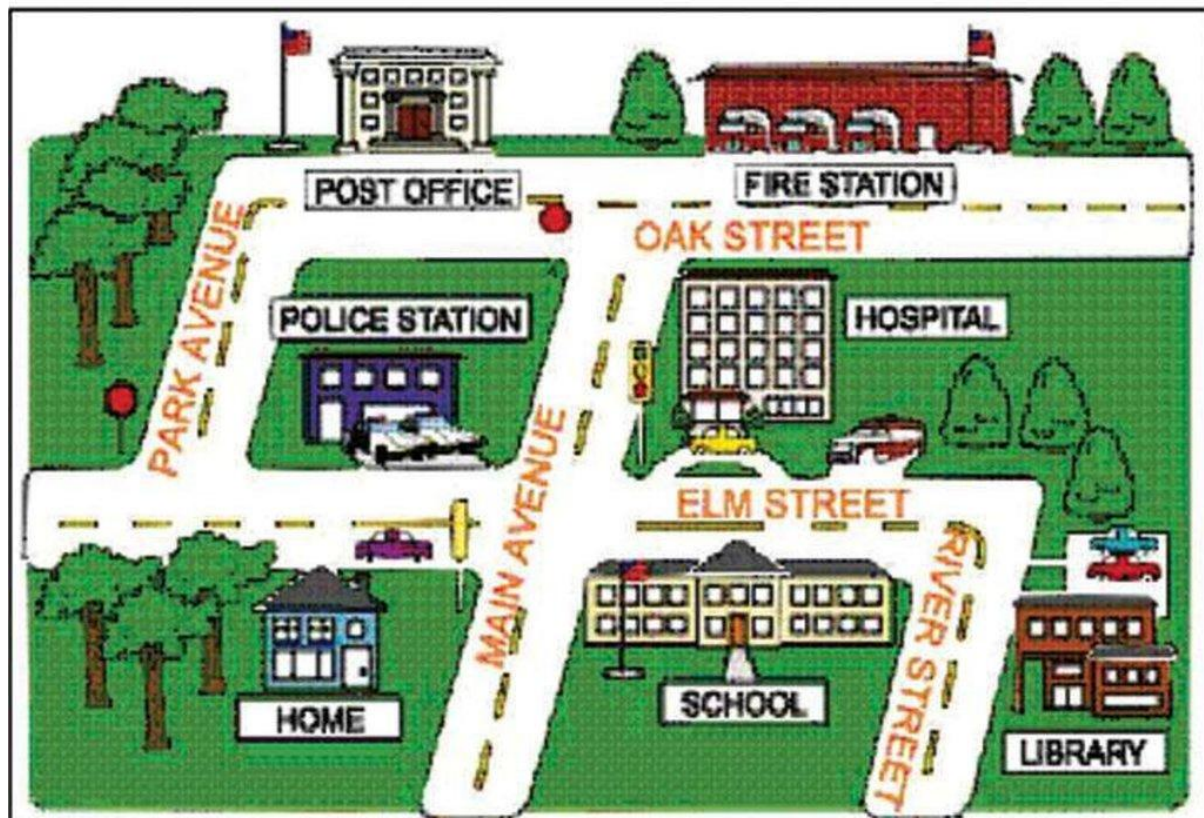 POST OFFICE
FIRE STATION
OAK STREET
PARK AVENUE
POLICE STATION
HOSPITAL
MAIN AVENUE
ELM STREET
RIVER STREET
HOME
SCHOOL
LIBRARY